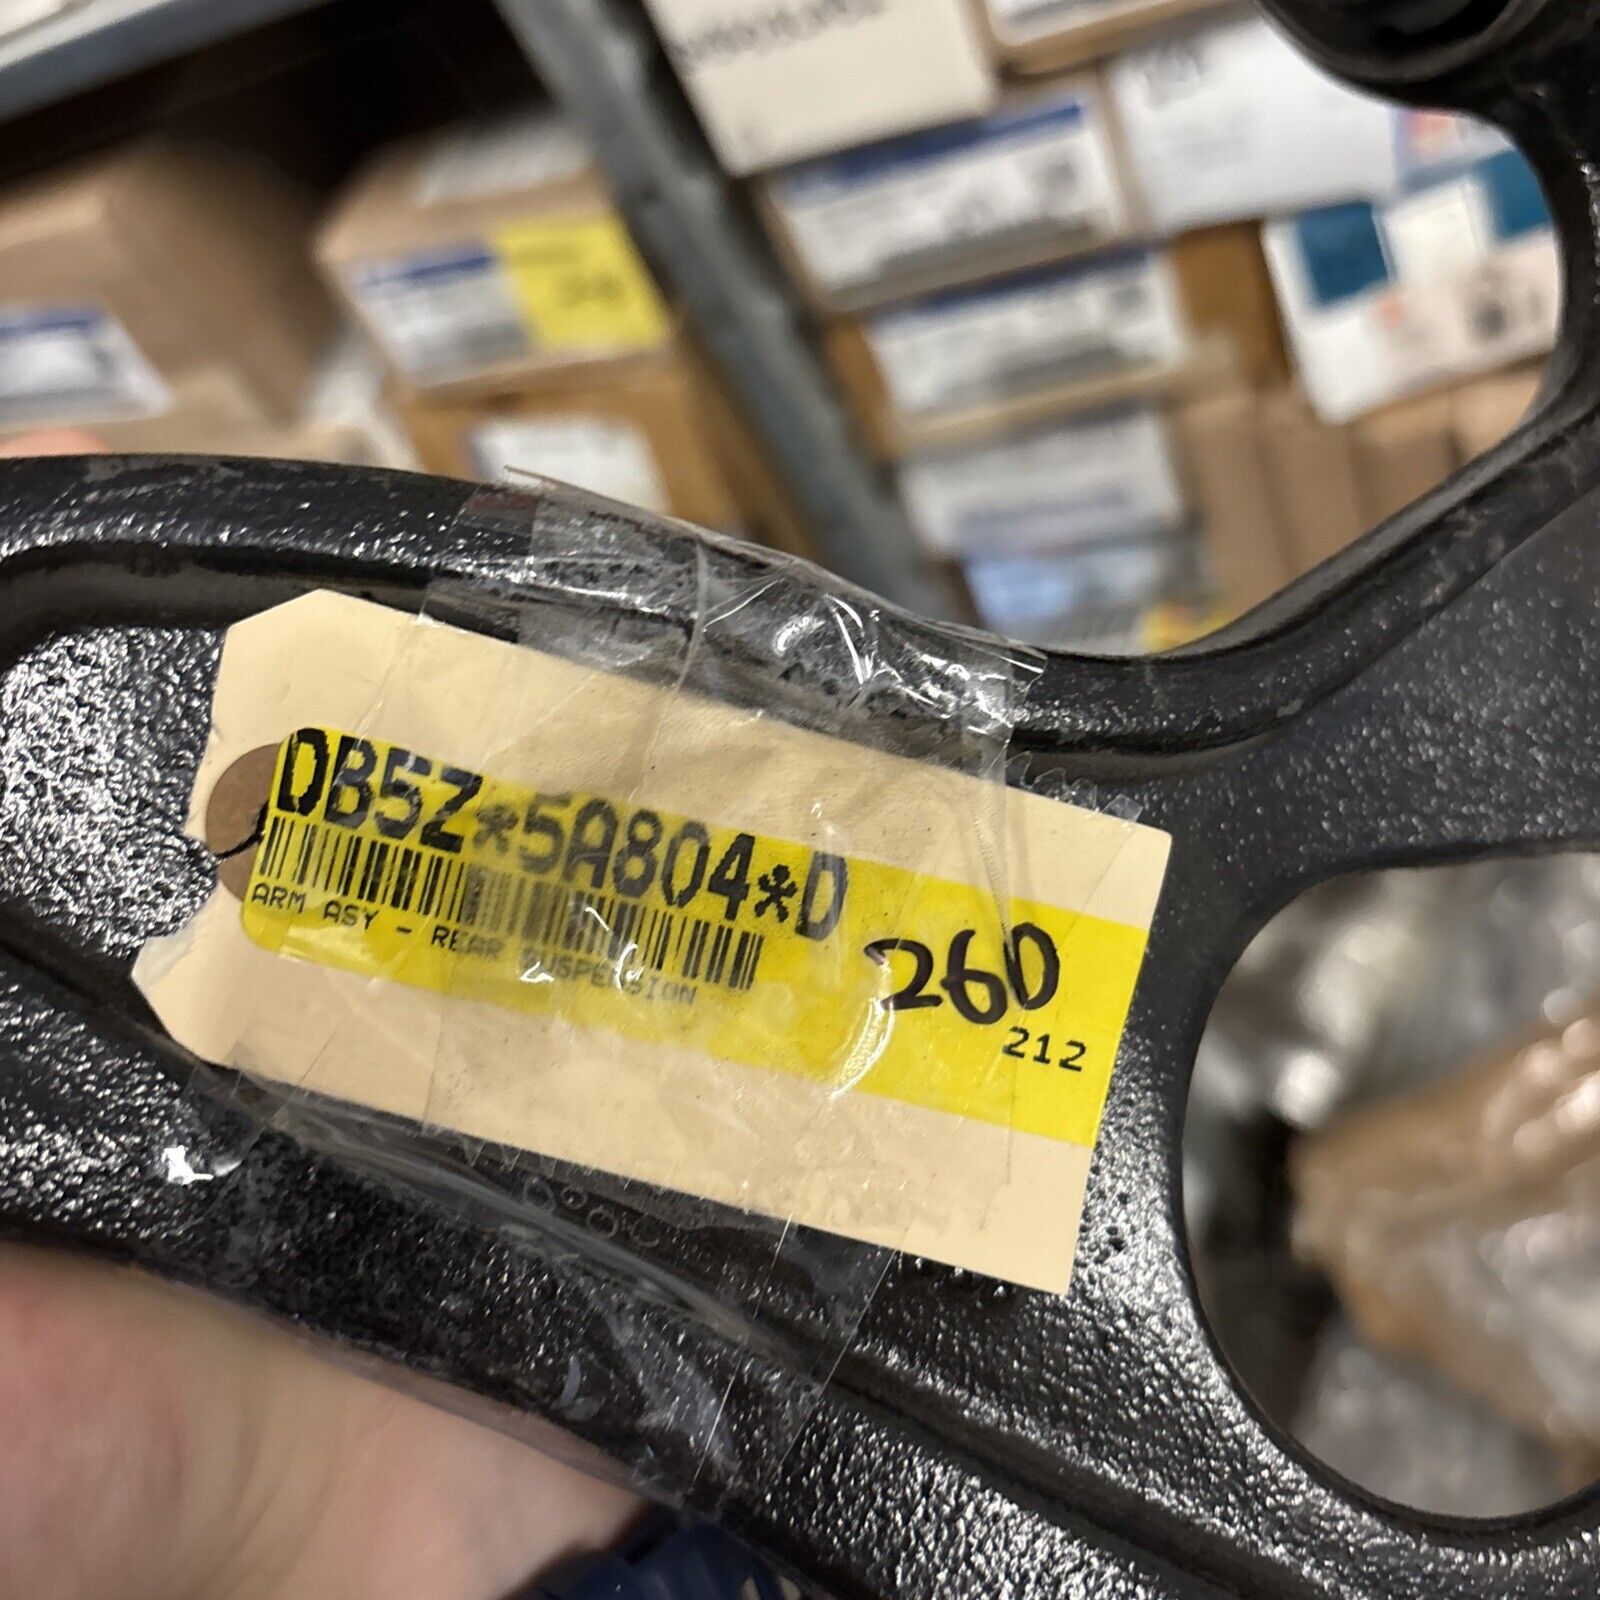 DB5Z*5A804*D
ARM ASY - REAR SUSPENSION
260
212